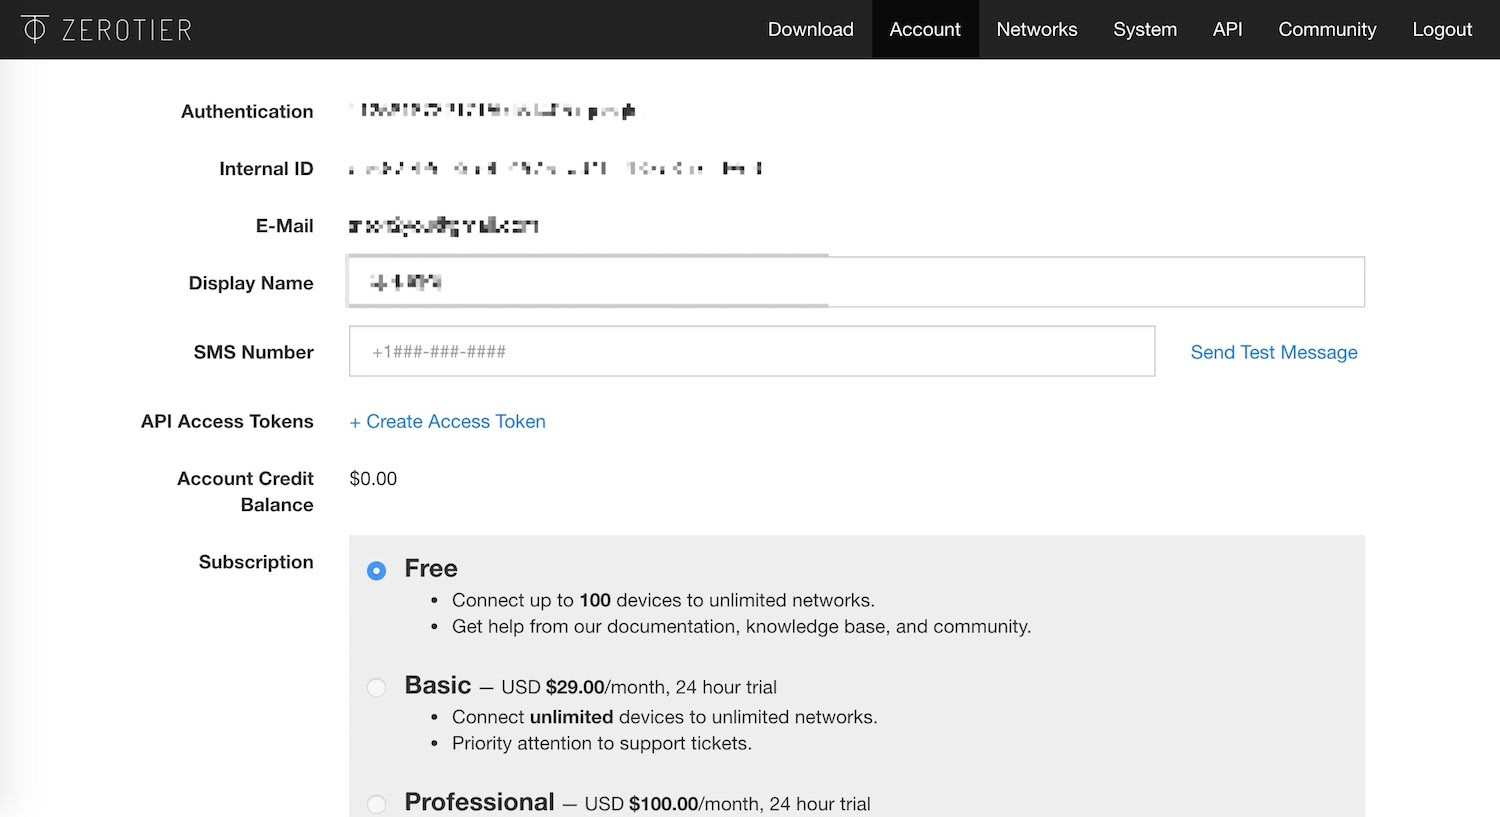 ZEROTIER
Download Account Networks System API Community Logout
Authentication
Internal ID
E-Mail
Display Name
SMS Number +1###-###-#### Send Test Message
API Access Tokens + Create Access Token
Account Credit Balance $0.00
Subscription
Free
• Connect up to 100 devices to unlimited networks.
• Get help from our documentation, knowledge base, and community.
Basic — USD $29.00/month, 24 hour trial
• Connect unlimited devices to unlimited networks.
• Priority attention to support tickets.
Professional — USD $100.00/month, 24 hour trial